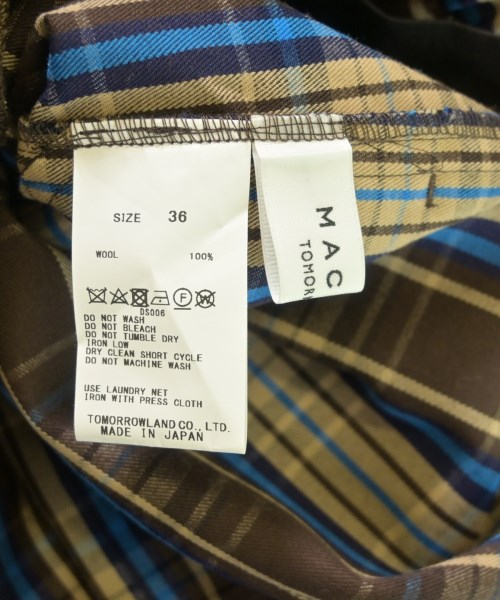 SIZE 36
WOOL 100%
F
DS006
DO NOT WASH
DO NOT BLEACH
DO NOT TUMBLE DRY
IRON LOW
DRY CLEAN SHORT CYCLE
DO NOT MACHINE WASH
USE LAUNDRY NET
IRON WITH PRESS CLOTH
TOMORROWLAND CO., LTD.
MADE IN JAPAN
MAC
TOMOR